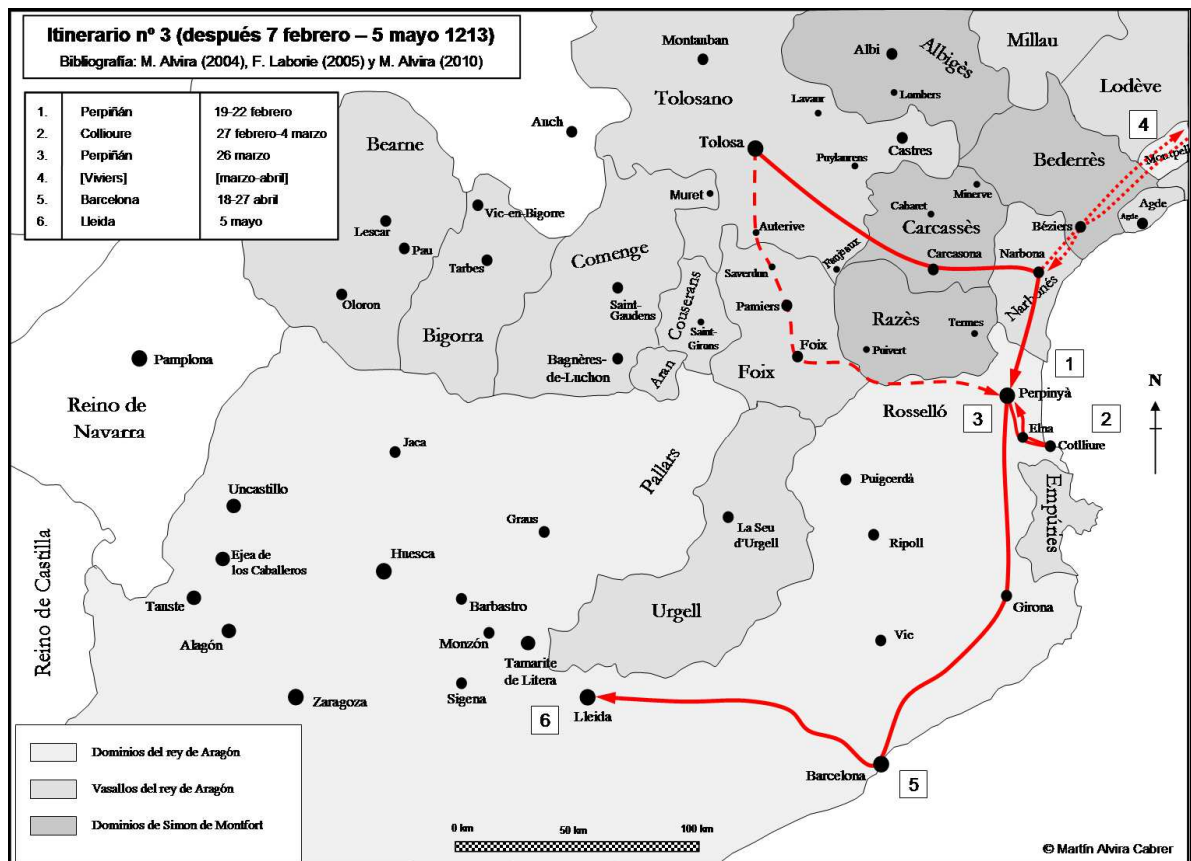 Itinerario nº 3 (después 7 febrero – 5 mayo 1213)
Bibliografía: M. Alvira (2004), F. Laborie (2005) y M. Alvira (2010)
1. Perpiñán 19-22 febrero
2. Collioure 27 febrero-4 marzo
3. Perpiñán 26 marzo
4. [Viviers] [marzo-abril]
5. Barcelona 18-27 abril
6. Lleida 5 mayo
Montauban
Albi
Albigès
Millau
Lombers
Lodève
Tolosano
Lavaur
Auch
4
Bearne
Tolosa
Castres
Bederrès
Montpell
Puylaurens
Muret
Minerve
Agde
Vic-en-Bigorre
Cabaret
Agde
Lescar
Auterive
Carcassès
Béziers
Pau
Comenge
Fanjeaux
Carcasona
Narbona
Tarbes
Saverdun
Narbonés
Oloron
Saint-
Gaudens
Couserans
Pamiers
Razès
Termes
Bigorra
Saint-
Girons
Foix
Puivert
Pamplona
Bagnères-
de-Luchon
Aran
Foix
1
N
Perpinyà
Reino de
Navarra
Rosselló
3
2
Elna
Cotlliure
Jaca
Pallars
Puigcerdà
Empúries
Uncastillo
Graus
La Seu
d'Urgell
Ripoll
Ejea de
los Caballeros
Huesca
Reino de Castilla
Tauste
Barbastro
Urgell
Girona
Alagón
Monzón
Vic
Tamarite
de Litera
Zaragoza
Sigena
6
Lleida
Dominios del rey de Aragón
Barcelona
5
Vasallos del rey de Aragón
Dominios de Simon de Montfort
0 km 50 km 100 km
© Martín Alvira Cabrer